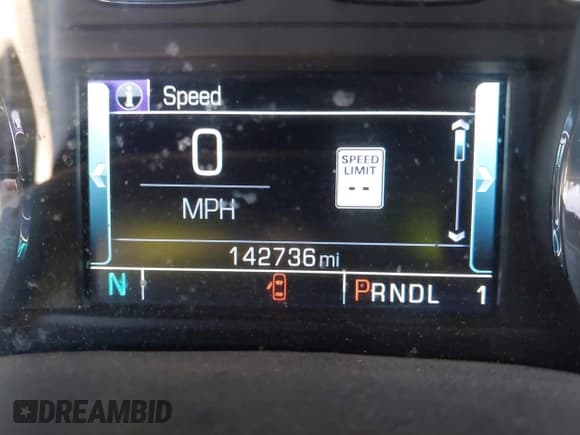 Speed
0
MPH
SPEED
LIMIT
--
142736 mi
N
PRNDL 1
DREAMBID